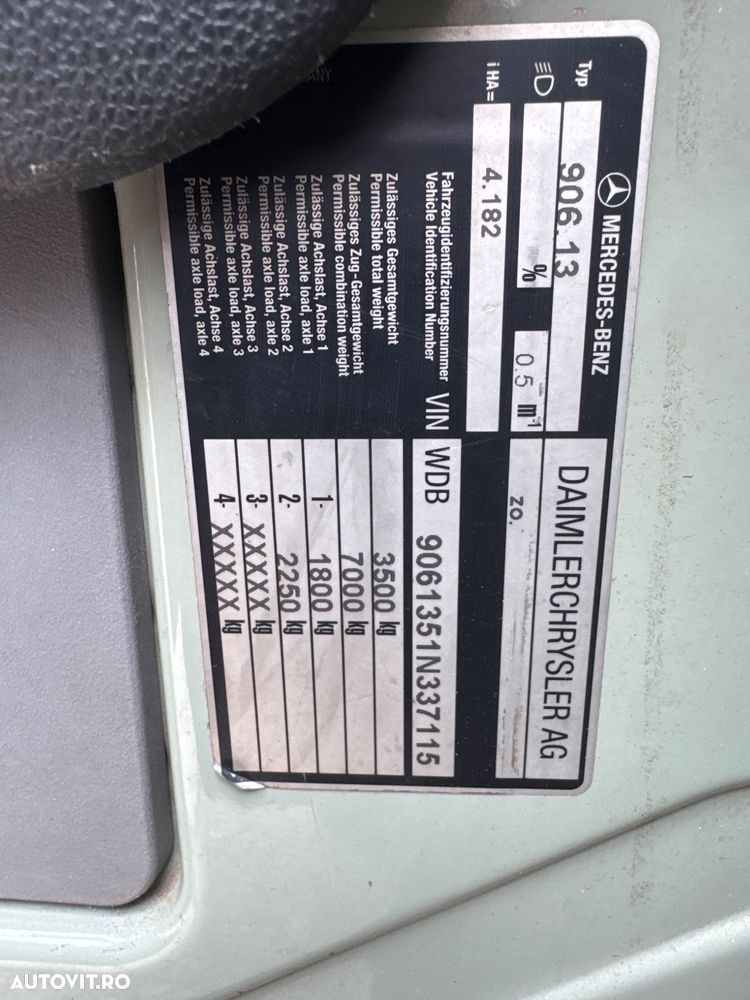 MERCEDES-BENZ
DAIMLERCHRYSLER AG
Typ 906.13
% 0.5 m-1
zo.
i HA = 4.182
Fahrzeugidentifizierungsnummer
Vehicle Identification Number VIN WDB 9061351N337115
Zulässiges Gesamtgewicht
Permissible total weight 3500 kg
Zulässiges Zug-Gesamtgewicht
Permissible combination weight 7000 kg
Zulässige Achslast, Achse 1
Permissible axle load, axle 1 1- 1800 kg
Zulässige Achslast, Achse 2
Permissible axle load, axle 2 2- 2250 kg
Zulässige Achslast, Achse 3
Permissible axle load, axle 3 3- XXXXX kg
Zulässige Achslast, Achse 4
Permissible axle load, axle 4 4- XXXXX kg
AUTOVIT.RO